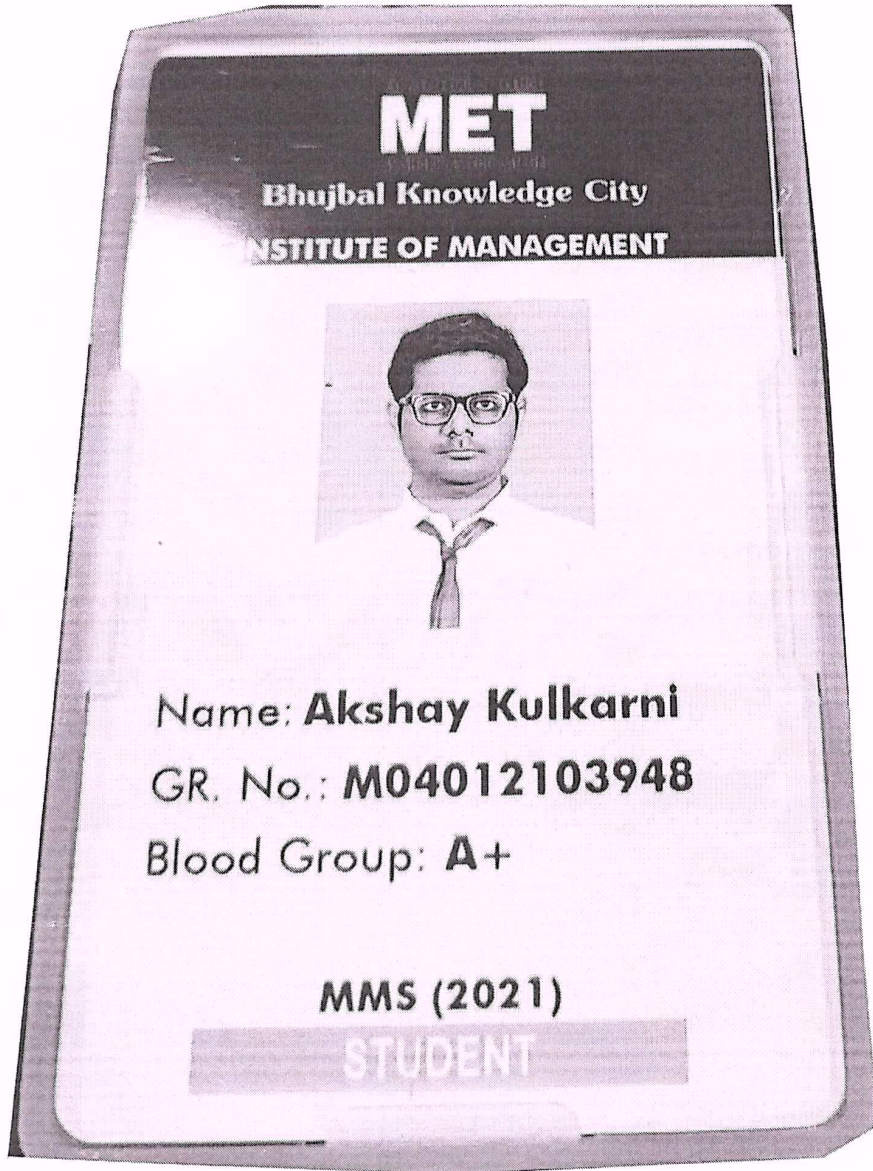 MET
Bhujbal Knowledge City
NSTITUTE OF MANAGEMENT
Name: Akshay Kulkarni
GR. No.: M04012103948
Blood Group: A+
MMS (2021)
STUDENT